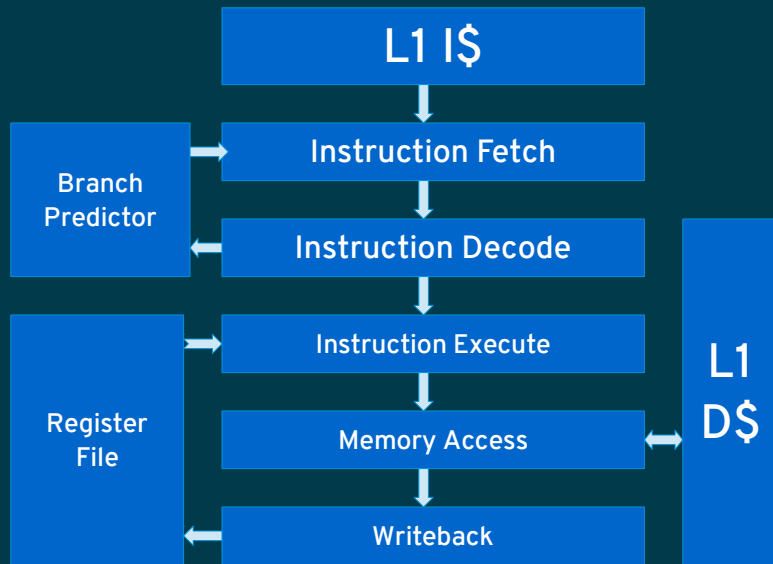 L1 I$
Instruction Fetch
Branch
Predictor
Instruction Decode
Instruction Execute
L1
D$
Register
File
Memory Access
Writeback